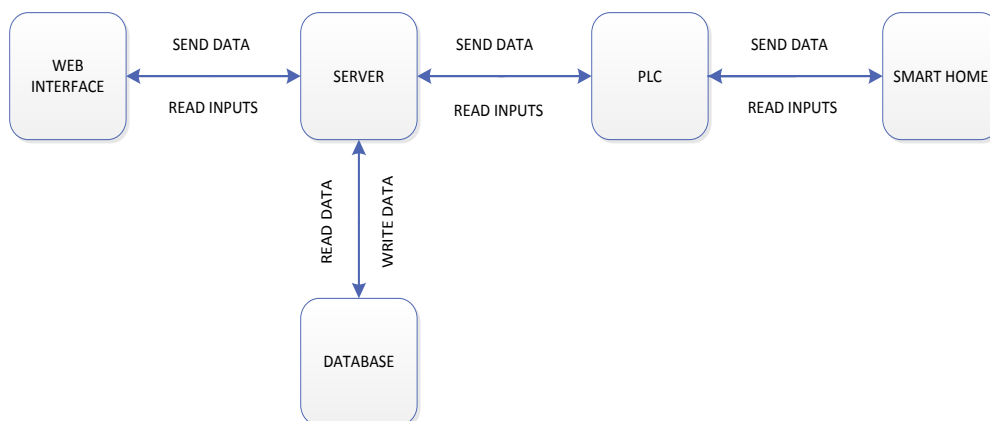 SEND DATA
SEND DATA
SEND DATA
WEB
INTERFACE
SERVER
PLC
SMART HOME
READ INPUTS
READ INPUTS
READ INPUTS
READ DATA
WRITE DATA
DATABASE